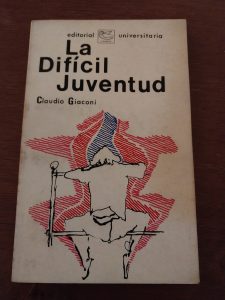 editorial universitaria
La
Difícil
Juventud
Claudio Giaconi